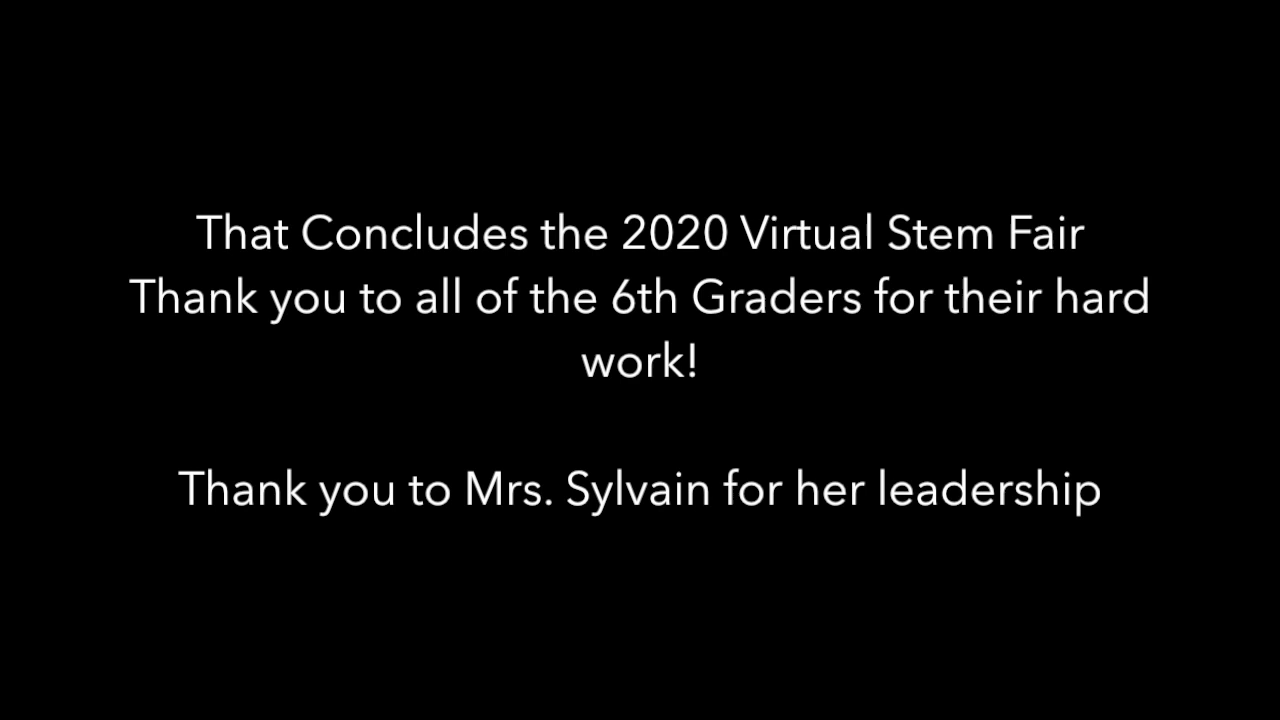 That Concludes the 2020 Virtual Stem Fair
Thank you to all of the 6th Graders for their hard
work!
Thank you to Mrs. Sylvain for her leadership